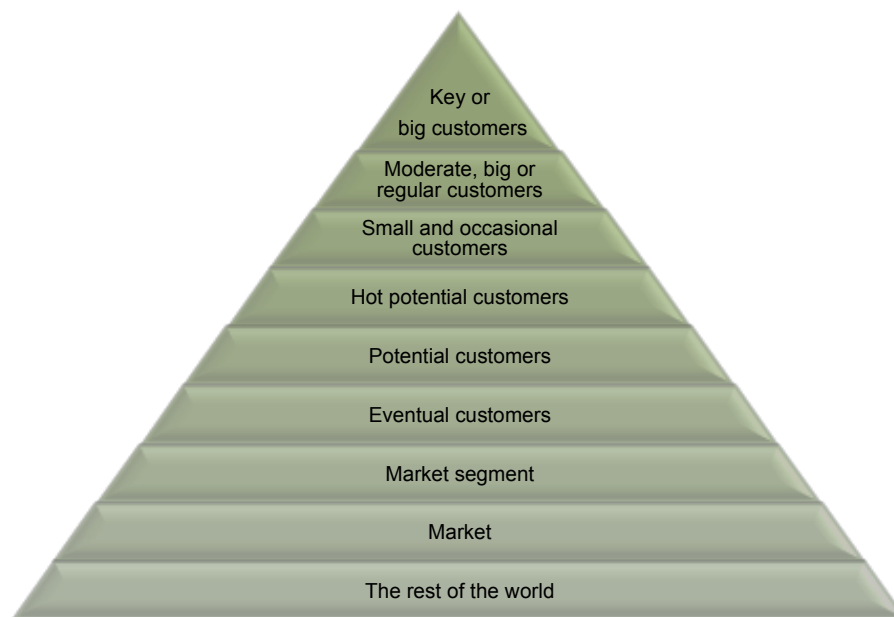 Key or
big customers
Moderate, big or
regular customers
Small and occasional
customers
Hot potential customers
Potential customers
Eventual customers
Market segment
Market
The rest of the world